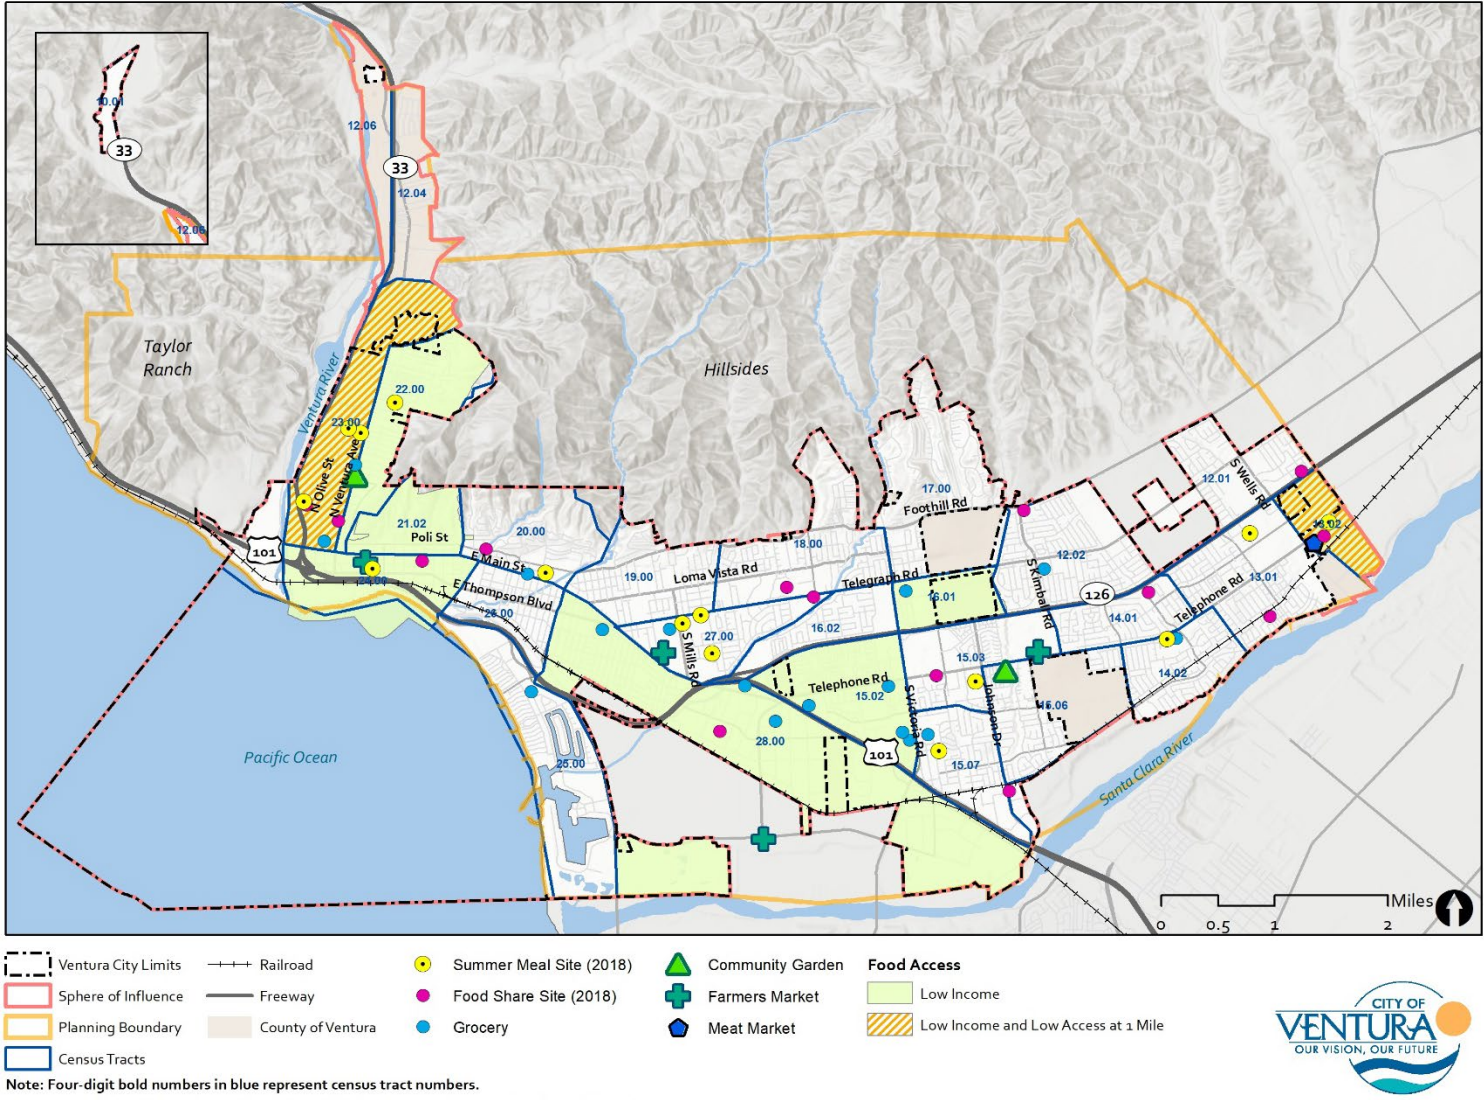 10.01
33
12.06
12.06
33
12.04
Taylor
Ranch
Hillsides
Ventura River
22.00
23.00
N Olive St
N Ventura Ave
17.00
Foothill Rd
12.01
S Wells Rd
13.02
21.02
Poli St
20.00
101
18.00
E Main St
19.00
Loma Vista Rd
Telegraph Rd
12.02
S Kimball Rd
24.00
E Thompson Blvd
26.00
16.01
126
13.01
Telephone Rd
14.01
16.02
27.00
S Mills Rd
15.03
14.02
Telephone Rd
15.02
S Victoria Rd
Johnson Dr
15.06
28.00
101
Pacific Ocean
25.00
15.07
Santa Clara River
Miles
0 0.5 1 2
Ventura City Limits
Sphere of Influence
Planning Boundary
Census Tracts
Railroad
Freeway
County of Ventura
Summer Meal Site (2018)
Food Share Site (2018)
Grocery
Community Garden
Farmers Market
Meat Market
Food Access
Low Income
Low Income and Low Access at 1 Mile
Note: Four-digit bold numbers in blue represent census tract numbers.
CITY OF
VENTURA
OUR VISION, OUR FUTURE